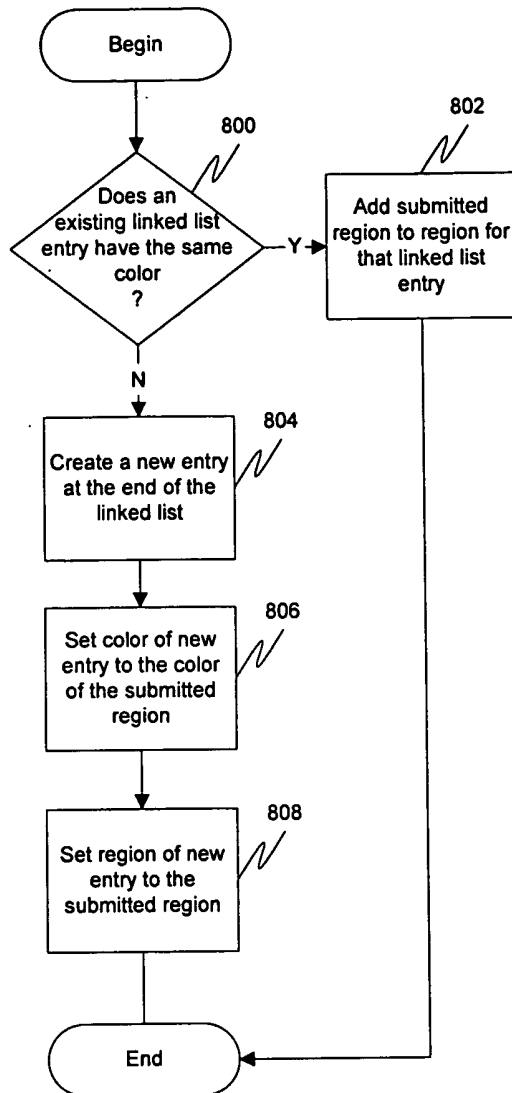 Begin
800
Does an
existing linked list
entry have the same
color
?
Y
802
Add submitted
region to region for
that linked list
entry
N
804
Create a new entry
at the end of the
linked list
806
Set color of new
entry to the color
of the submitted
region
808
Set region of new
entry to the
submitted region
End